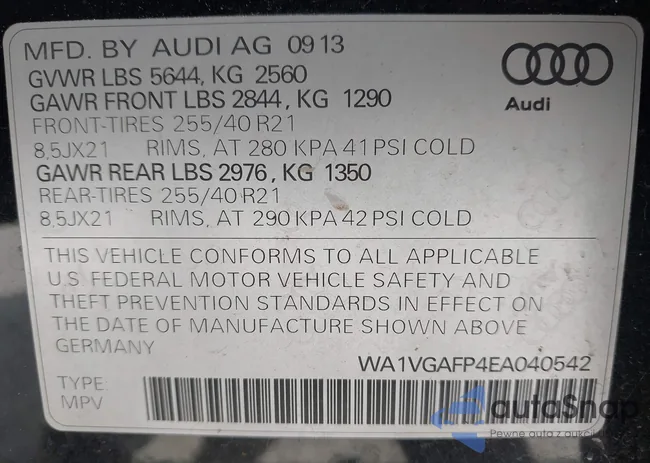 MFD. BY AUDI AG 0913
GVWR LBS 5644, KG 2560
GAWR FRONT LBS 2844, KG 1290
FRONT-TIRES 255/40 R21
8,5JX21 RIMS, AT 280 KPA 41 PSI COLD
GAWR REAR LBS 2976, KG 1350
REAR-TIRES 255/40 R21
8,5JX21 RIMS, AT 290 KPA 42 PSI COLD
Audi
THIS VEHICLE CONFORMS TO ALL APPLICABLE
U.S. FEDERAL MOTOR VEHICLE SAFETY AND
THEFT PREVENTION STANDARDS IN EFFECT ON
THE DATE OF MANUFACTURE SHOWN ABOVE
GERMANY
WA1VGAFP4EA040542
TYPE:
MPV
autoSnap
Pewne auta z aukcji